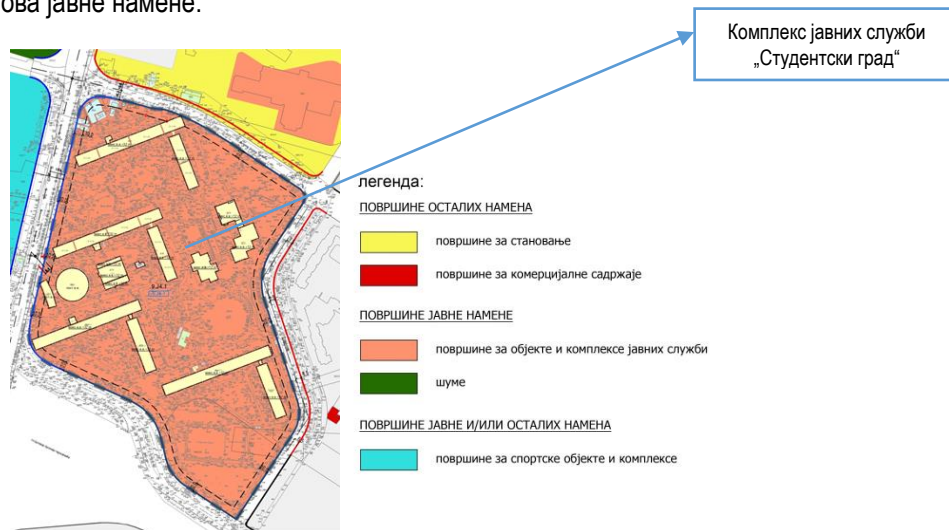 ова јавне намене.
Комплекс јавних служби
„Студентски град“
легенда:
ПОВРШИНЕ ОСТАЛИХ НАМЕНА
површине за становање
површине за комерцијалне садржаје
ПОВРШИНЕ ЈАВНЕ НАМЕНЕ
површине за објекте и комплексе јавних служби
шуме
ПОВРШИНЕ ЈАВНЕ И/ИЛИ ОСТАЛИХ НАМЕНА
површине за спортске објекте и комплексе